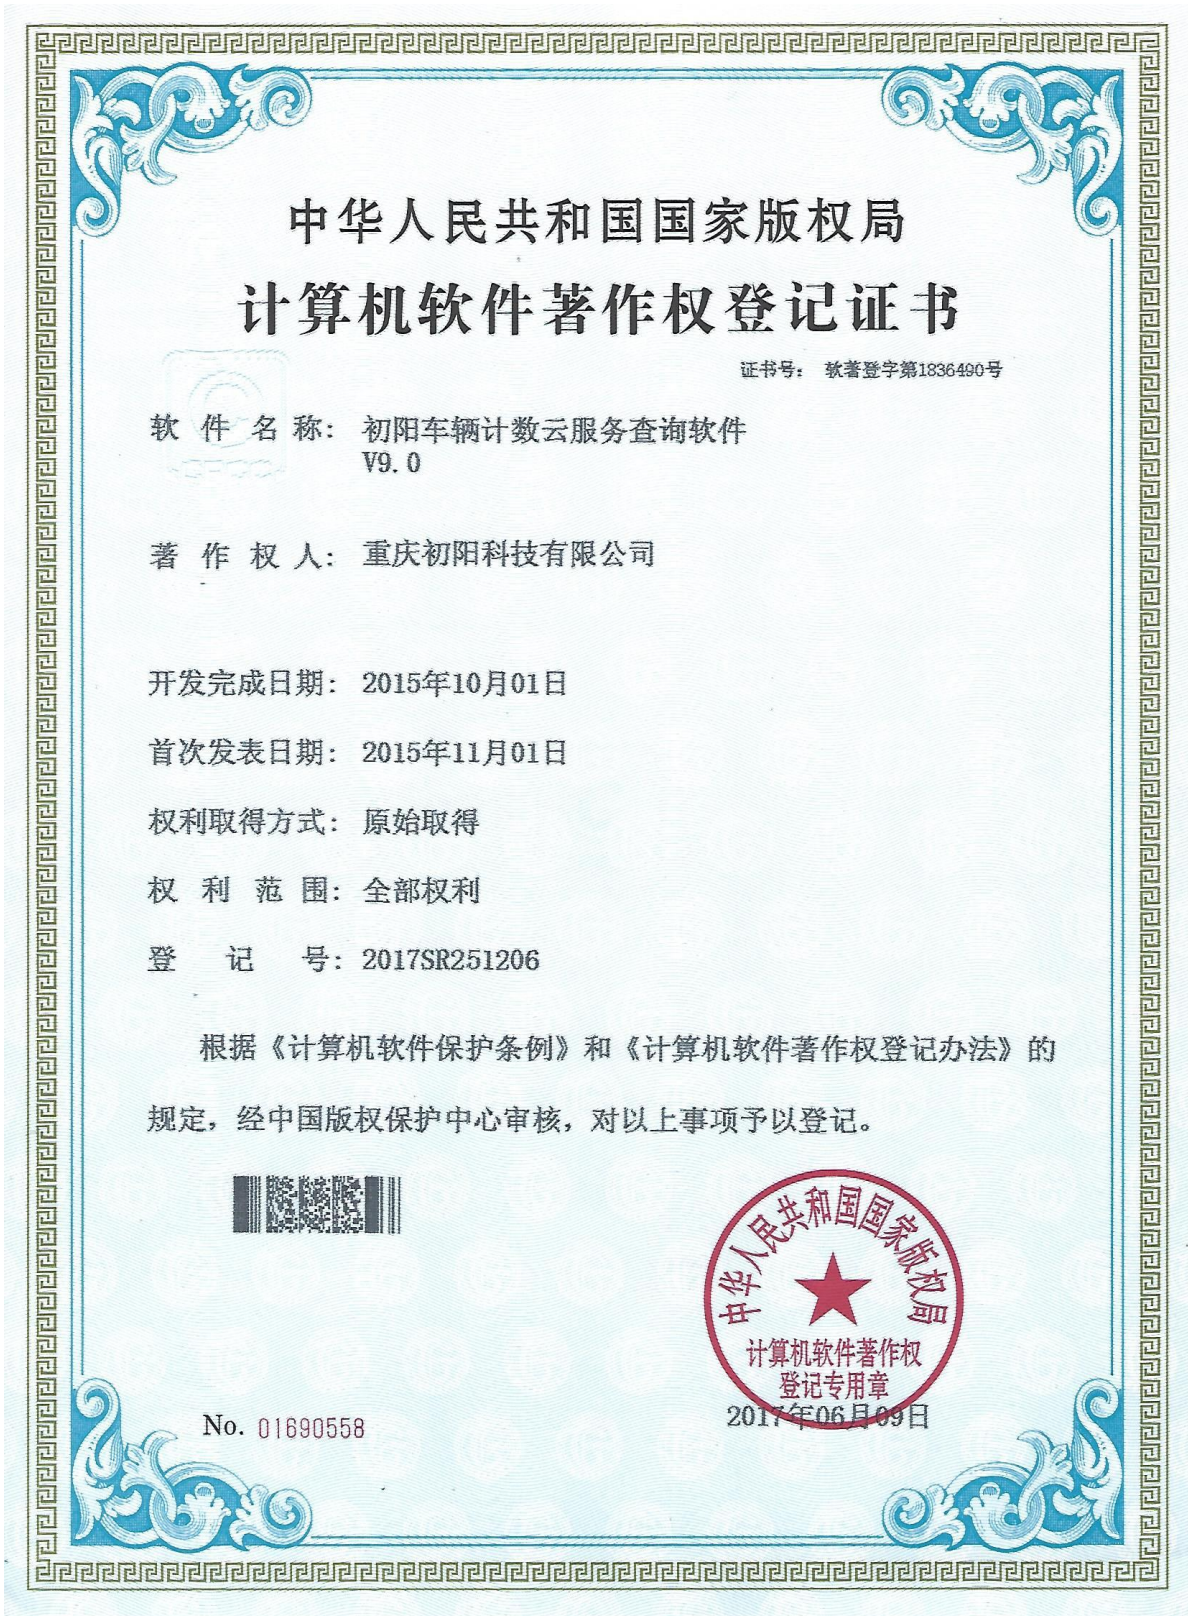 中华人民共和国国家版权局
计算机软件著作权登记证书
证书号： 软著登字第1836490号
软件名称： 初阳车辆计数云服务查询软件
V9.0
著作权人： 重庆初阳科技有限公司
开发完成日期： 2015年10月01日
首次发表日期： 2015年11月01日
权利取得方式： 原始取得
权利范围： 全部权利
登记号： 2017SR251206
根据《计算机软件保护条例》和《计算机软件著作权登记办法》的
规定，经中国版权保护中心审核，对以上事项予以登记。
中华人民共和国国家版权局
计算机软件著作权
登记专用章
2017年06月09日
No. 01690558